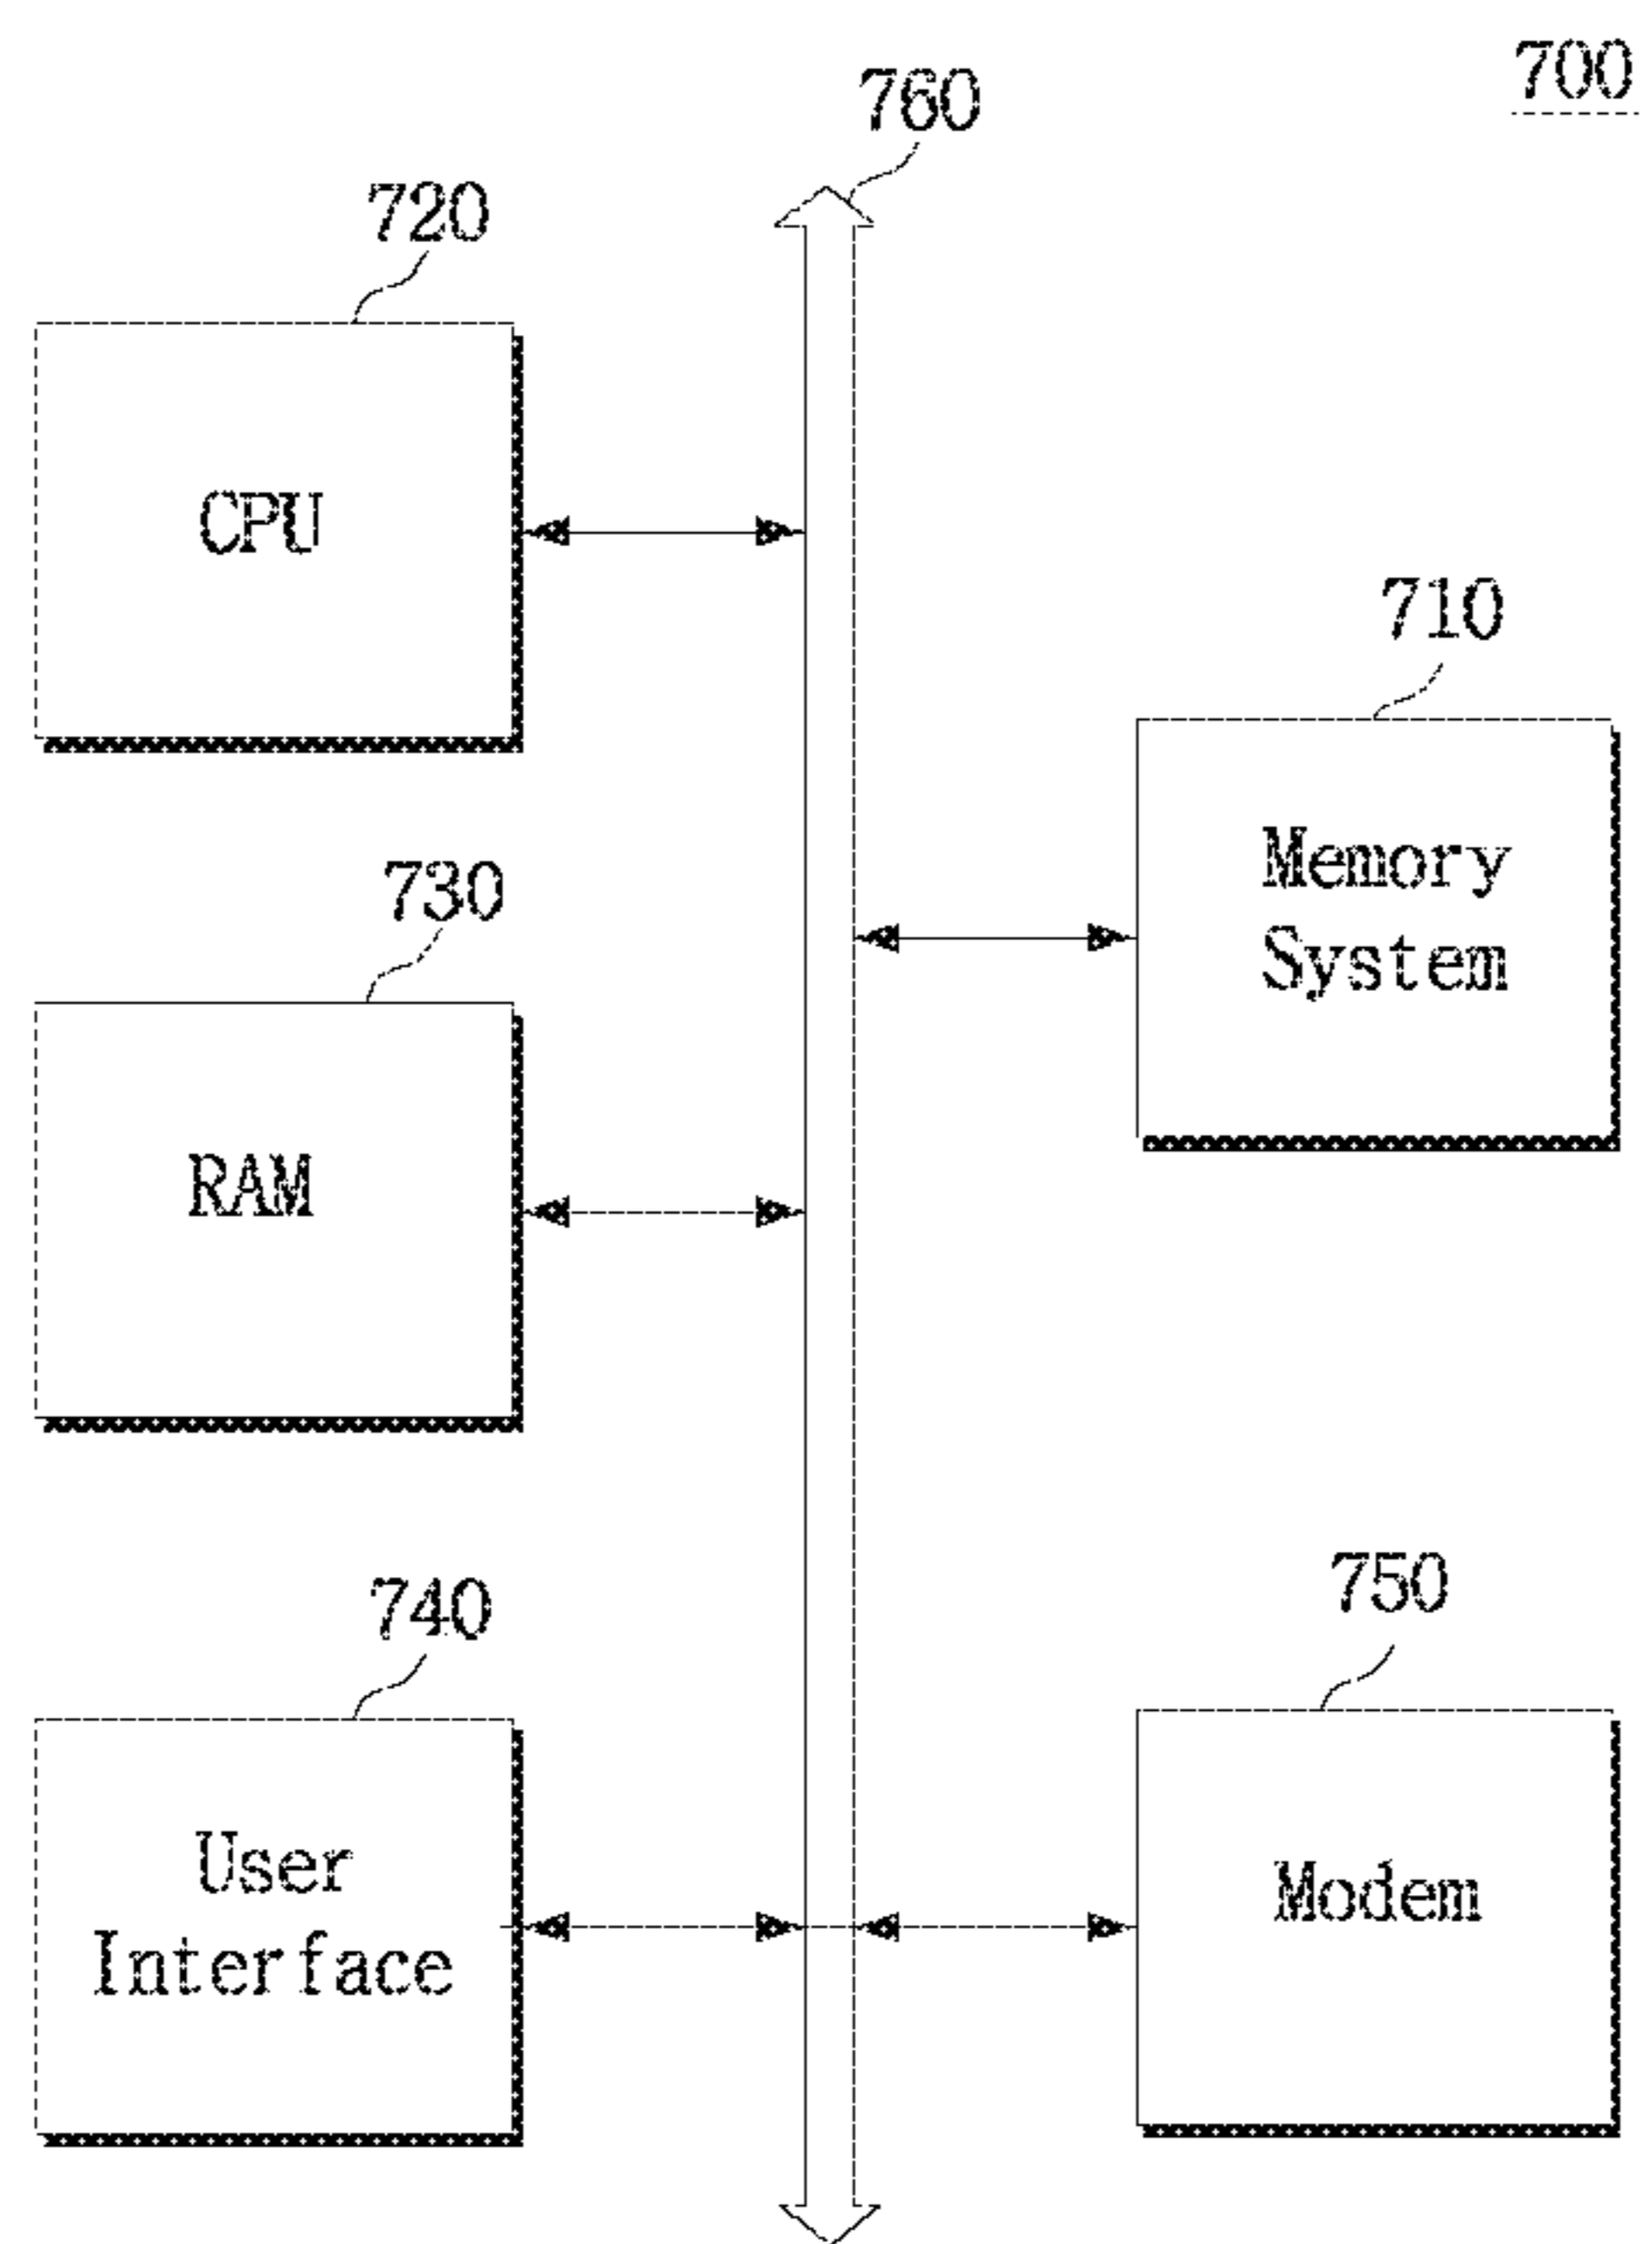 700
760
720
CPU
710
Memory
System
730
RAM
740
User
Interface
750
Modem